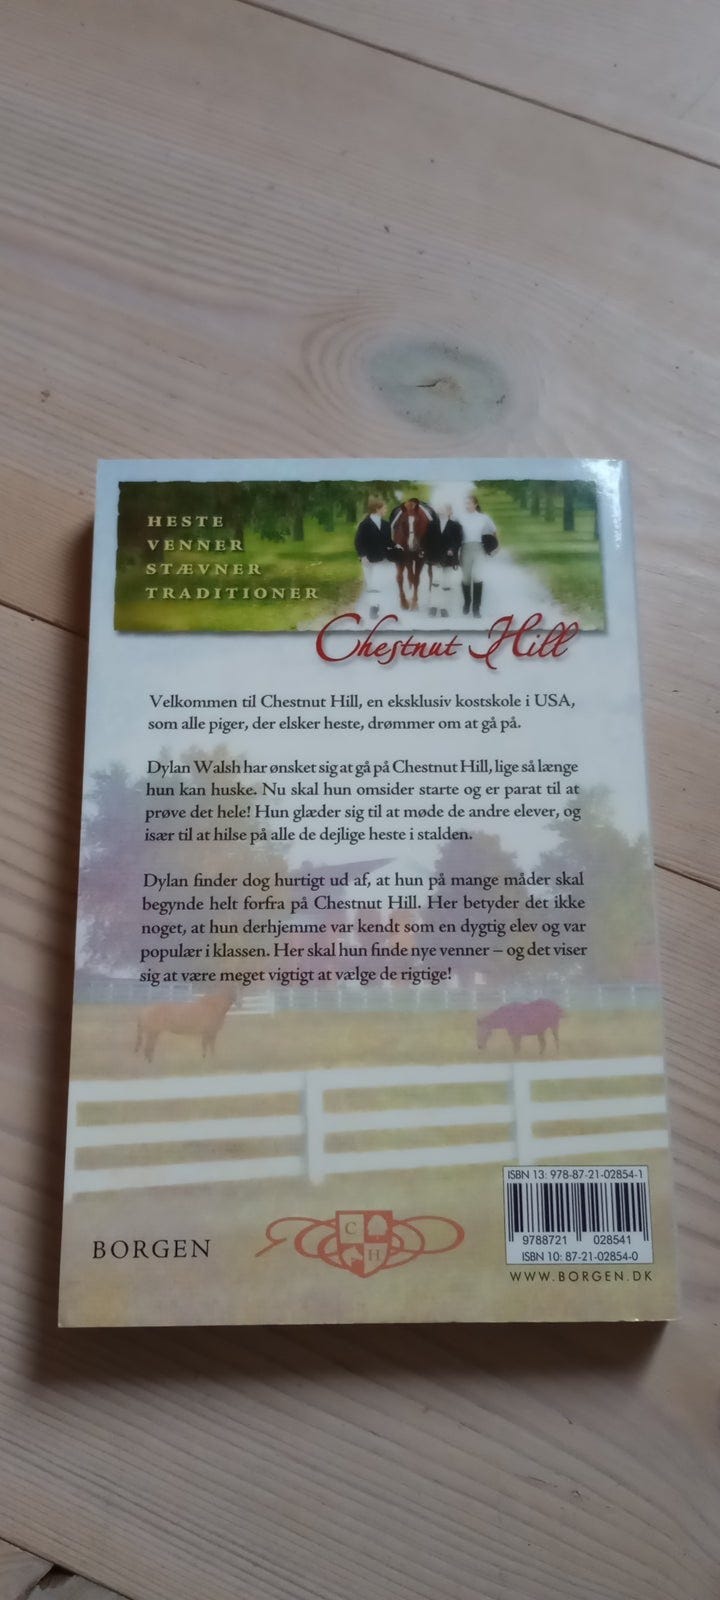 HESTE
VENNER
STÆVNER
TRADITIONER
Chestnut Hill
Velkommen til Chestnut Hill, en eksklusiv kostskole i USA,
som alle piger, der elsker heste, drømmer om at gå på.
Dylan Walsh har ønsket sig at gå på Chestnut Hill, lige så længe
hun kan huske. Nu skal hun omsider starte og er parat til at
prøve det hele! Hun glæder sig til at møde de andre elever, og
især til at hilse på alle de dejlige heste i stalden.
Dylan finder dog hurtigt ud af, at hun på mange måder skal
begynde helt forfra på Chestnut Hill. Her betyder det ikke
noget, at hun derhjemme var kendt som en dygtig elev og var
populær i klassen. Her skal hun finde nye venner – og det viser
sig at være meget vigtigt at vælge de rigtige!
BORGEN
C
H
ISBN 13: 978-87-21-02854-1
9788721 028541
ISBN 10: 87-21-02854-0
WWW.BORGEN.DK